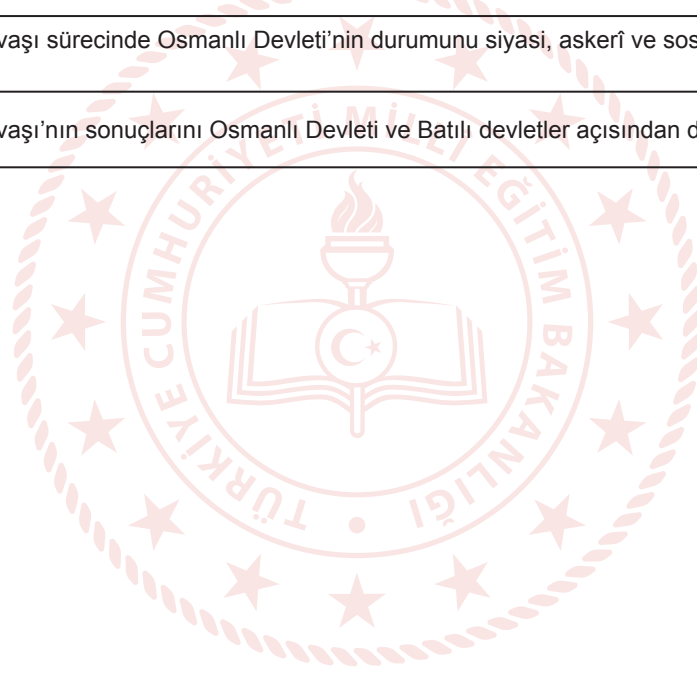 vaşı sürecinde Osmanlı Devleti’nin durumunu siyasi, askerî ve sos
vaşı’nın sonuçlarını Osmanlı Devleti ve Batılı devletler açısından d
TÜRKİYE CUMHURİYETİ MİLLÎ EĞİTİM BAKANLIĞI